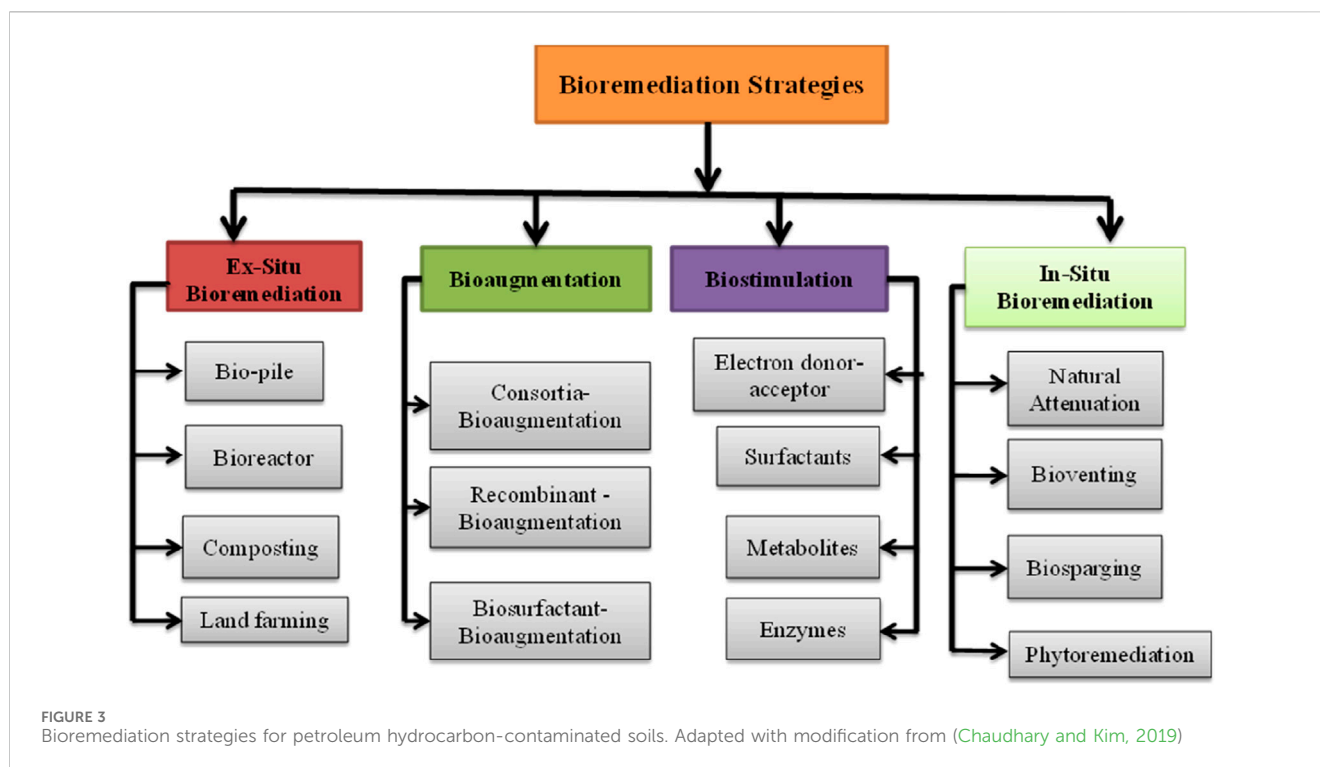 Bioremediation Strategies
Ex-Situ
Bioremediation
Bio-pile
Bioreactor
Composting
Land farming
Bioaugmentation
Consortia-
Bioaugmentation
Recombinant -
Bioaugmentation
Biosurfactant-
Bioaugmentation
Biostimulation
Electron donor-
acceptor
Surfactants
Metabolites
Enzymes
In-Situ
Bioremediation
Natural
Attenuation
Bioventing
Biosparging
Phytoremediation
FIGURE 3
Bioremediation strategies for petroleum hydrocarbon-contaminated soils. Adapted with modification from (Chaudhary and Kim, 2019)